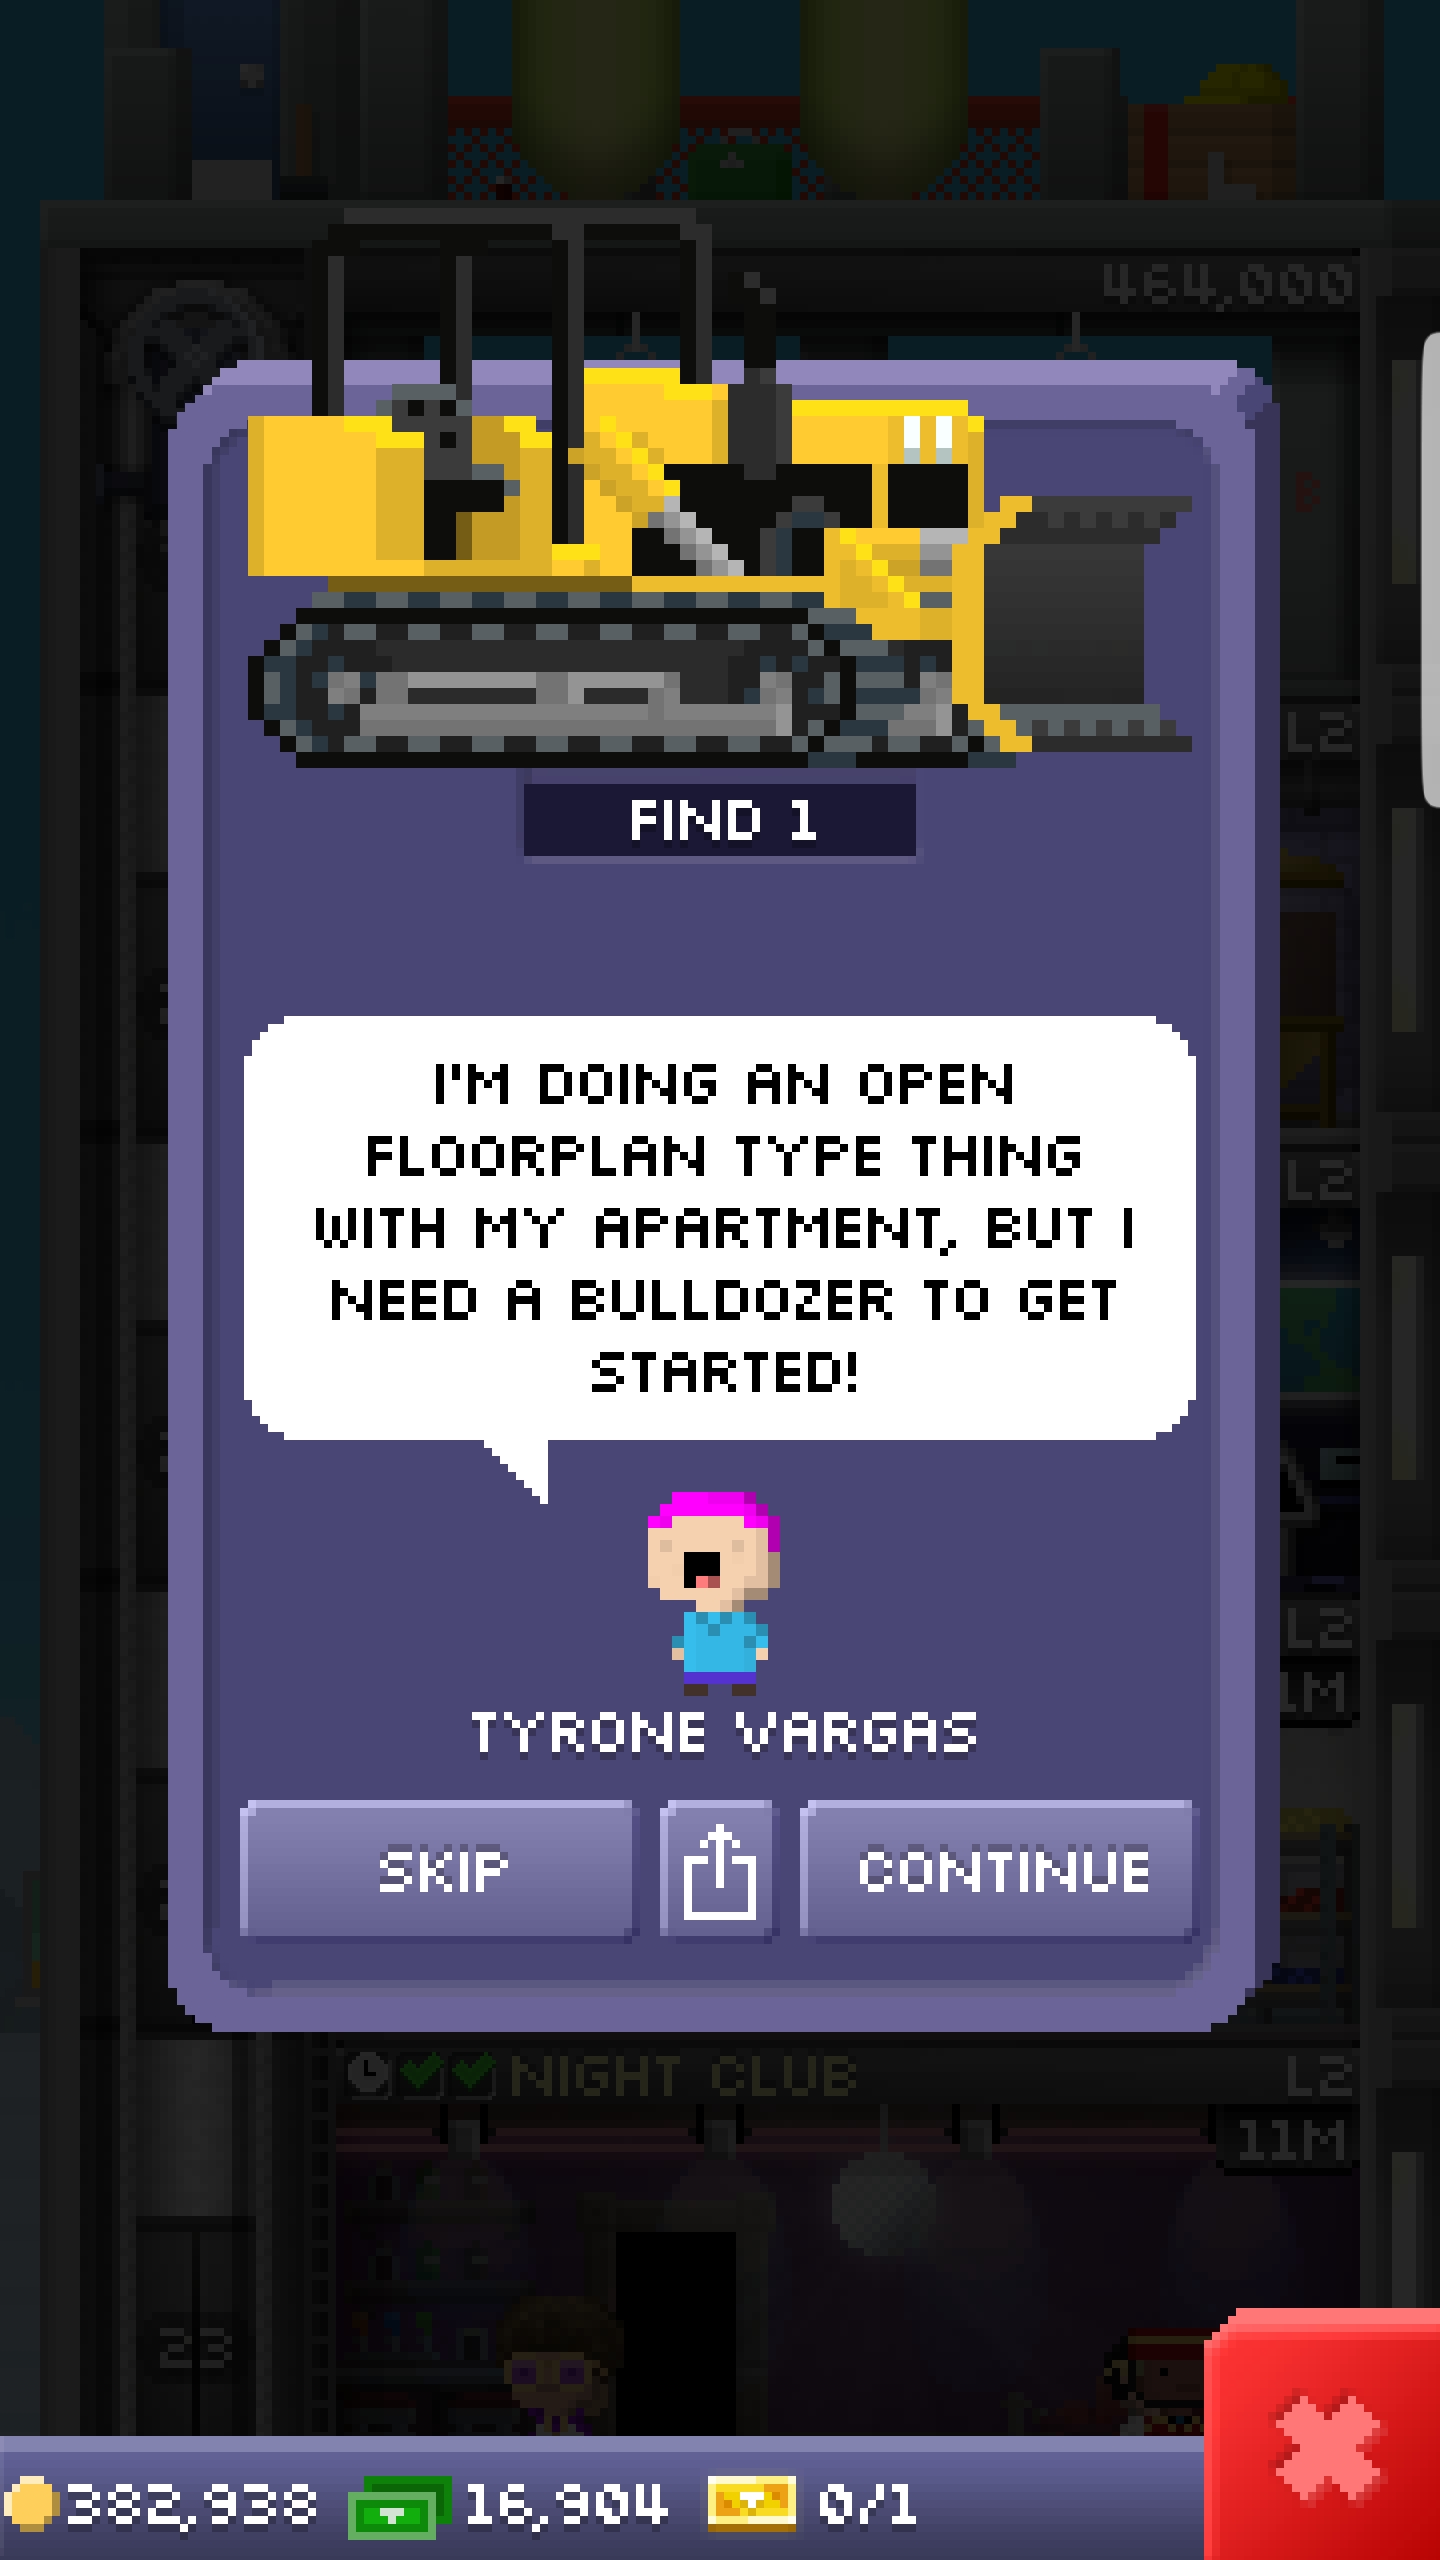 464,000
FIND 1
L2
I'M DOING AN OPEN
FLOORPLAN TYPE THING
WITH MY APARTMENT, BUT I
NEED A BULLDOZER TO GET
STARTED!
L2
L2
1M
TYRONE VARGAS
SKIP
CONTINUE
NIGHT CLUB
L2
11M
23
382,938
16,904
0/1